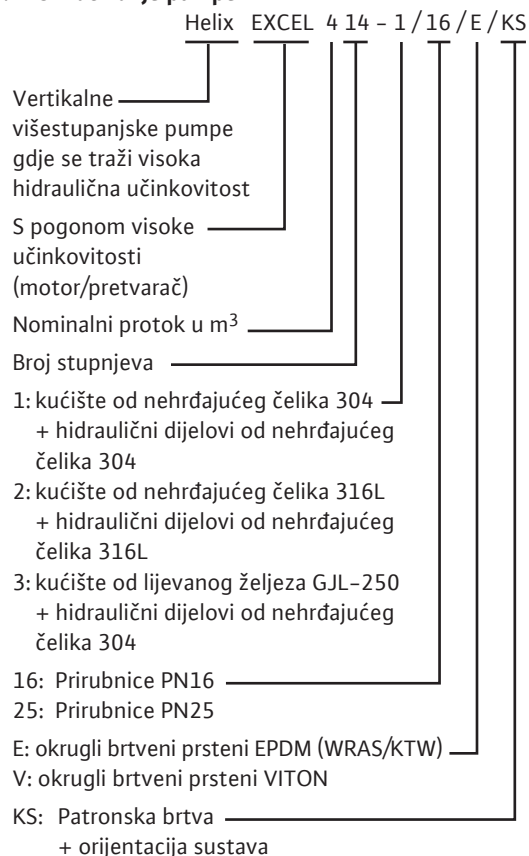 Helix EXCEL 4 14 - 1 / 16 / E / KS
Vertikalne
višestupanjske pumpe
gdje se traži visoka
hidraulična učinkovitost
S pogonom visoke
učinkovitosti
(motor/pretvarač)
Nominalni protok u m³
Broj stupnjeva
1: kućište od nehrđajućeg čelika 304
+ hidraulični dijelovi od nehrđajućeg
čelika 304
2: kućište od nehrđajućeg čelika 316L
+ hidraulični dijelovi od nehrđajućeg
čelika 316L
3: kućište od lijevanog željeza GJL-250
+ hidraulični dijelovi od nehrđajućeg
čelika 304
16: Prirubnice PN16
25: Prirubnice PN25
E: okrugli brtveni prsteni EPDM (WRAS/KTW)
V: okrugli brtveni prsteni VITON
KS: Patronska brtva
+ orijentacija sustava